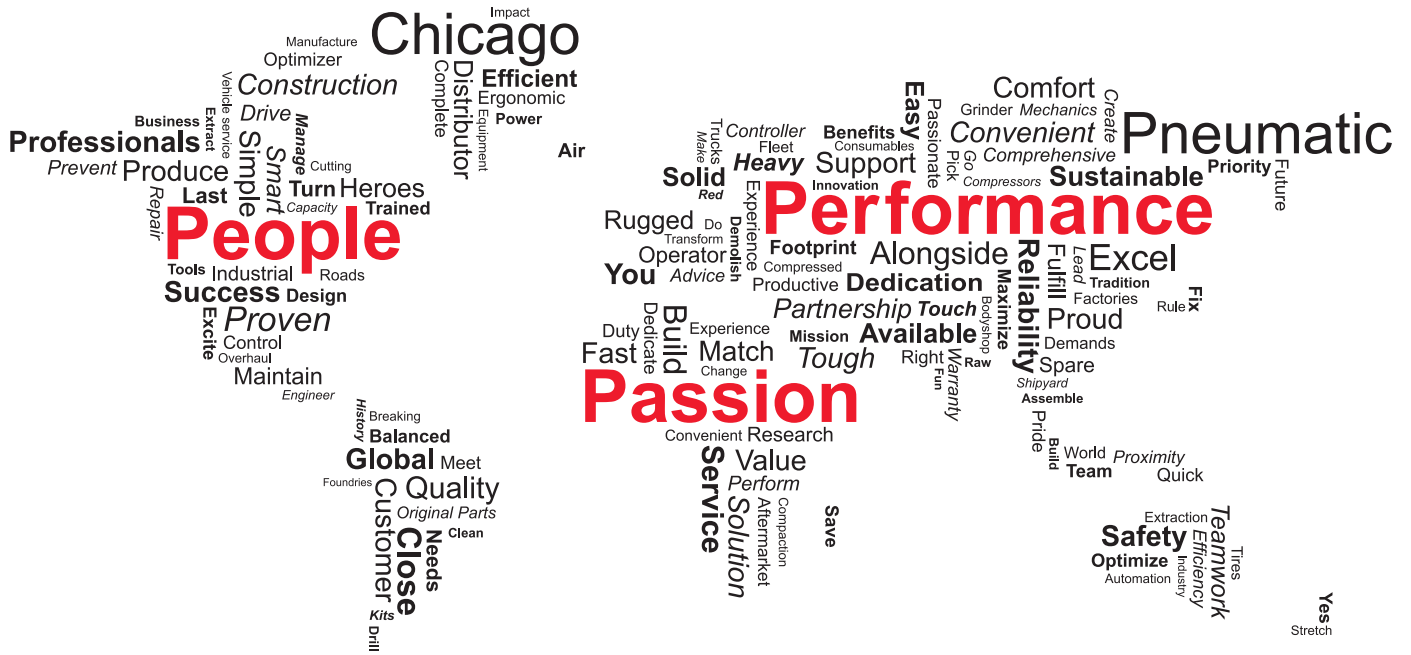 Impact
Chicago
Manufacture
Optimizer
Construction
Vehicle service
Drive
Distributor
Complete
Efficient
Ergonomic
Equipment
Power
Air
Business
Extract
Professionals
Manage
Simple
Smart
Cutting
Prevent
Produce
Repair
Last
Turn
Heroes
Capacity
Trained
People
Tools
Industrial
Roads
Success
Design
Excite
Proven
Control
Overhaul
Maintain
Engineer
History
Breaking
Balanced
Global
Meet
Foundries
Customer
Quality
Original Parts
Close
Needs
Clean
Kits
Drill
Trucks
Make
Controller
Fleet
Benefits
Consumables
Easy
Passionate
Comfort
Grinder
Mechanics
Create
Convenient
Pneumatic
Heavy
Support
Pick
Go
Comprehensive
Compressors
Sustainable
Priority
Future
Solid
Red
Experience
Innovation
Performance
Rugged
Do
Demolish
Transform
Operator
You
Advice
Footprint
Compressed
Productive
Alongside
Dedication
Maximize
Reliability
Fulfill
Lead
Excel
Tradition
Factories
Rule
Fix
Partnership
Touch
Bodyshop
Proud
Duty
Dedicate
Build
Experience
Mission
Available
Demands
Fast
Match
Change
Tough
Right
Fun
Warranty
Raw
Spare
Shipyard
Assemble
Passion
Pride
Build
World
Proximity
Team
Quick
Convenient
Research
Service
Value
Perform
Solution
Aftermarket
Compaction
Save
Extraction
Teamwork
Safety
Efficiency
Tires
Optimize
Industry
Automation
Yes
Stretch